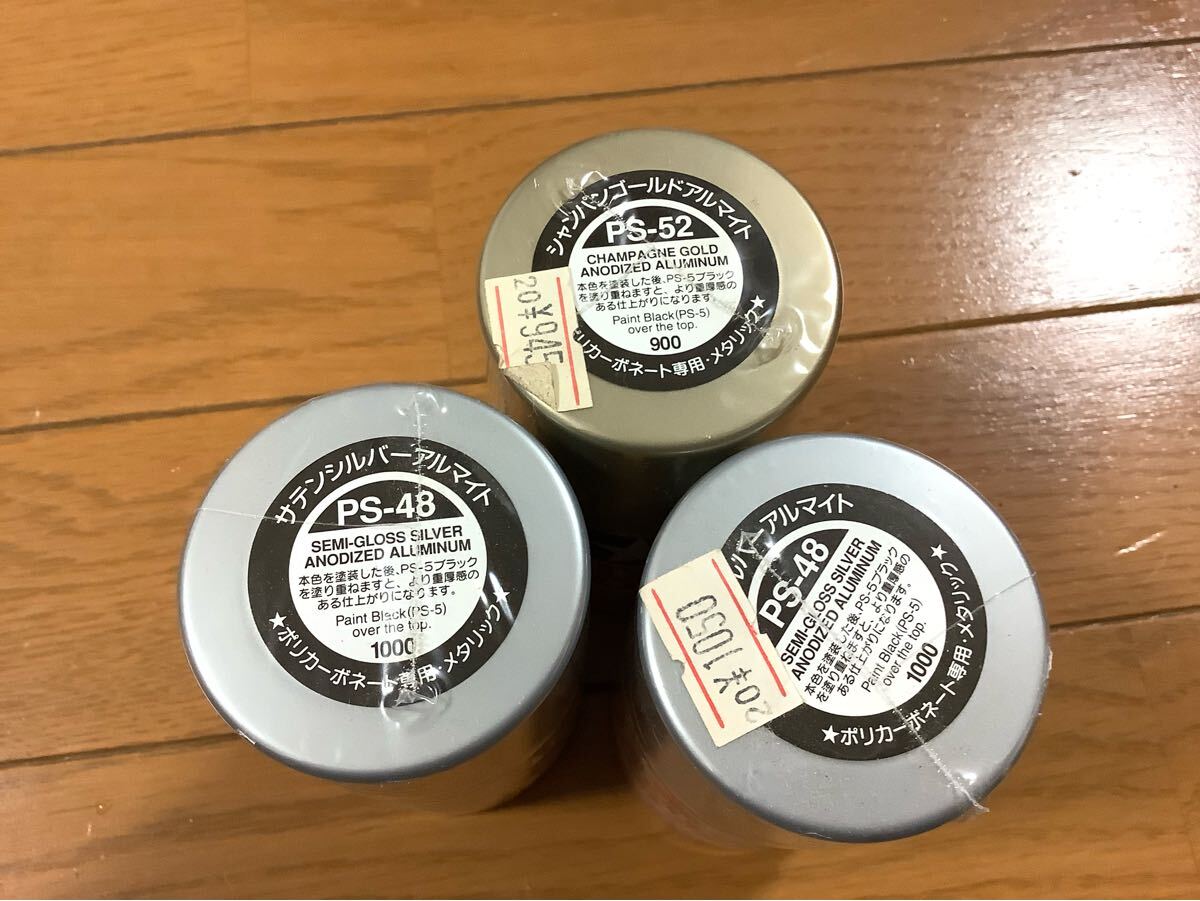 シャンパンゴールドアルマイト
PS-52
CHAMPAGNE GOLD
ANODIZED ALUMINUM
本色を塗装した後、PS-5ブラック
を塗り重ねますと、より重厚感の
ある仕上がりになります。
Paint Black(PS-5)
over the top.
900
ポリカーボネート専用・メタリック★
20 ¥945
サテンシルバーアルマイト
PS-48
SEMI-GLOSS SILVER
ANODIZED ALUMINUM
本色を塗装した後、PS-5ブラック
を塗り重ねますと、より重厚感の
ある仕上がりになります。
Paint Black(PS-5)
over the top.
1000
★ポリカーボネート専用・メタリック★
ルバーアルマイト
PS-48
SEMI-GLOSS SILVER
ANODIZED ALUMINUM
本色を塗装した後、PS-5ブラック
を塗り重ねますと、より重厚感の
ある仕上がりになります。
Paint Black(PS-5)
over the top.
1000
★ポリカーボネート専用・メタリック★
20 ¥1050